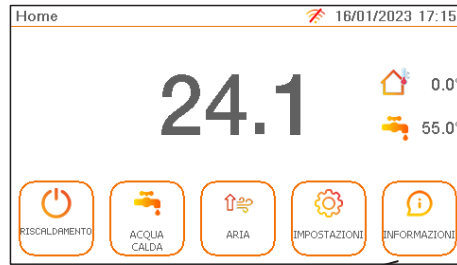 Home 16/01/2023 17:15
24.1
0.0°
55.0°
RISCALDAMENTO
ACQUA
CALDA
ARIA
IMPOSTAZIONI
INFORMAZIONI